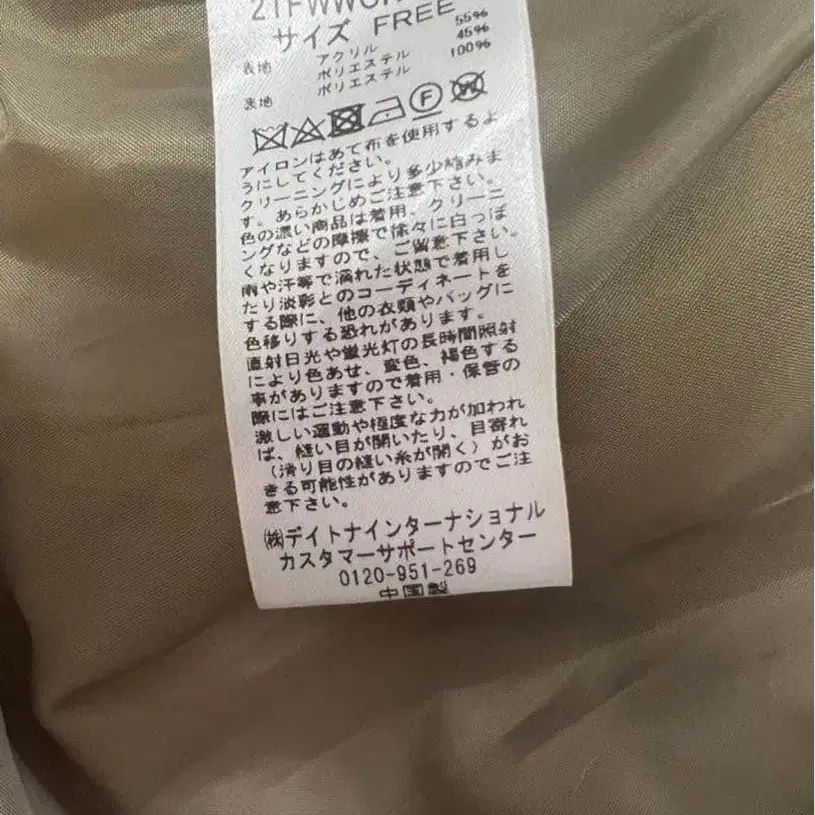 サイズ FREE
表地 アクリル 55%
ポリエステル 45%
裏地 ポリエステル 100%
F W
アイロンはあて布を使用するよ
うにしてください。
クリーニングにより多少縮みま
す。あらかじめご注意下さい。
色の濃い商品は着用、クリーニ
ングなどの摩擦で徐々に白っぽ
くなりますので、ご留意下さい。
雨や汗等で濡れた状態で着用し
たり淡彩とのコーディネートを
する際に、他の衣類やバッグに
色移りする恐れがあります。
直射日光や蛍光灯の長時間照射
により色あせ、変色、褪色する
事がありますので着用・保管の
際にはご注意下さい。
激しい運動や極度な力が加われ
ば、縫い目が開いたり、目寄れ
（滑り目の縫い糸が開く）がお
きる可能性がありますのでご注
意下さい。
㈱デイトナインターナショナル
カスタマーサポートセンター
0120-951-269
中国製